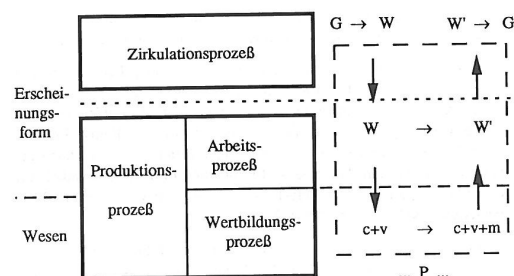 G → W W' → G
Zirkulationsprozeß
Erschei-
nungs-
form
W → W'
Arbeits-
prozeß
Produktions-
prozeß
Wesen
Wertbildungs-
prozeß
c+v → c+v+m
... P ...